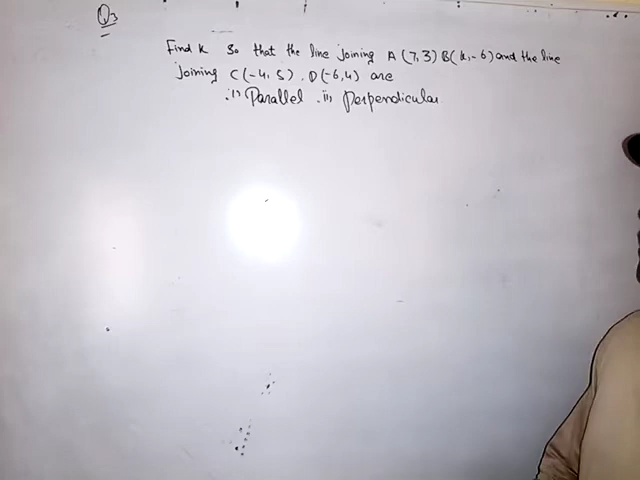 Q3
Find k so that the line joining A (7,3) B(k,-6) and the line
joining C (-4,5) , D (-6,4) are
i) Parallel ii) Perpendicular